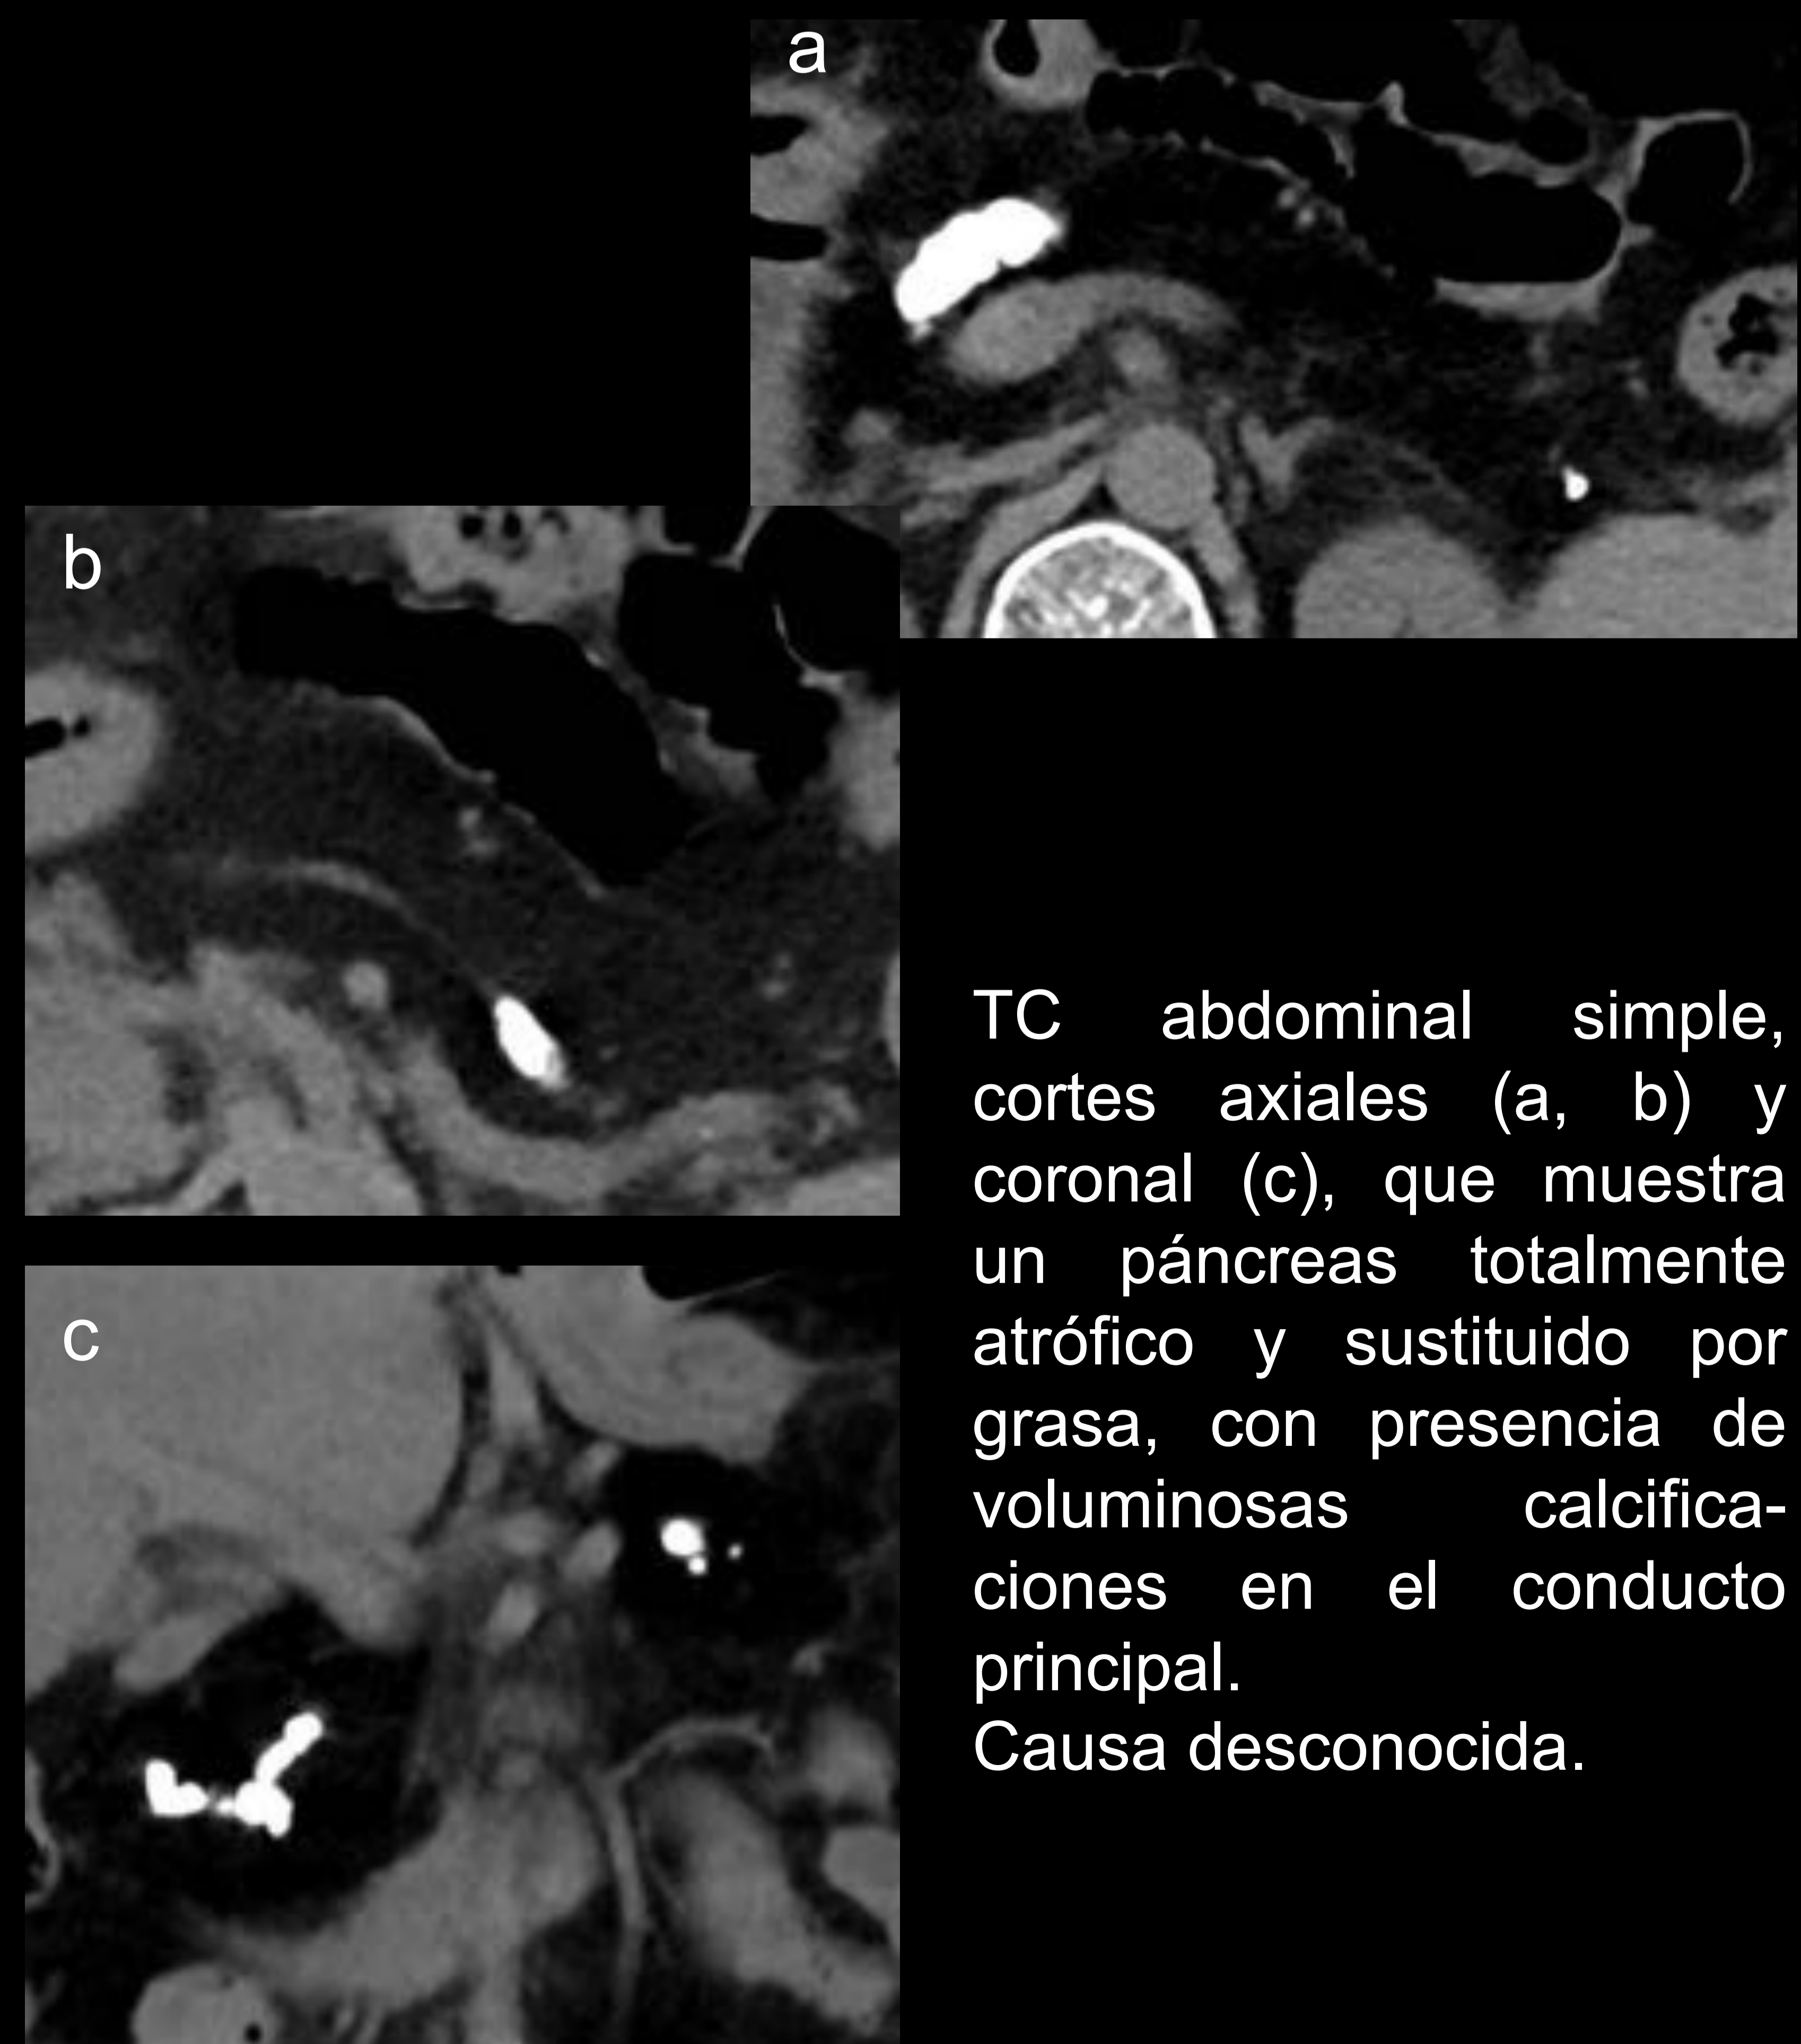 a
b
c
TC abdominal simple,
cortes axiales (a, b) y
coronal (c), que muestra
un páncreas totalmente
atrófico y sustituido por
grasa, con presencia de
voluminosas calcifica-
ciones en el conducto
principal.
Causa desconocida.